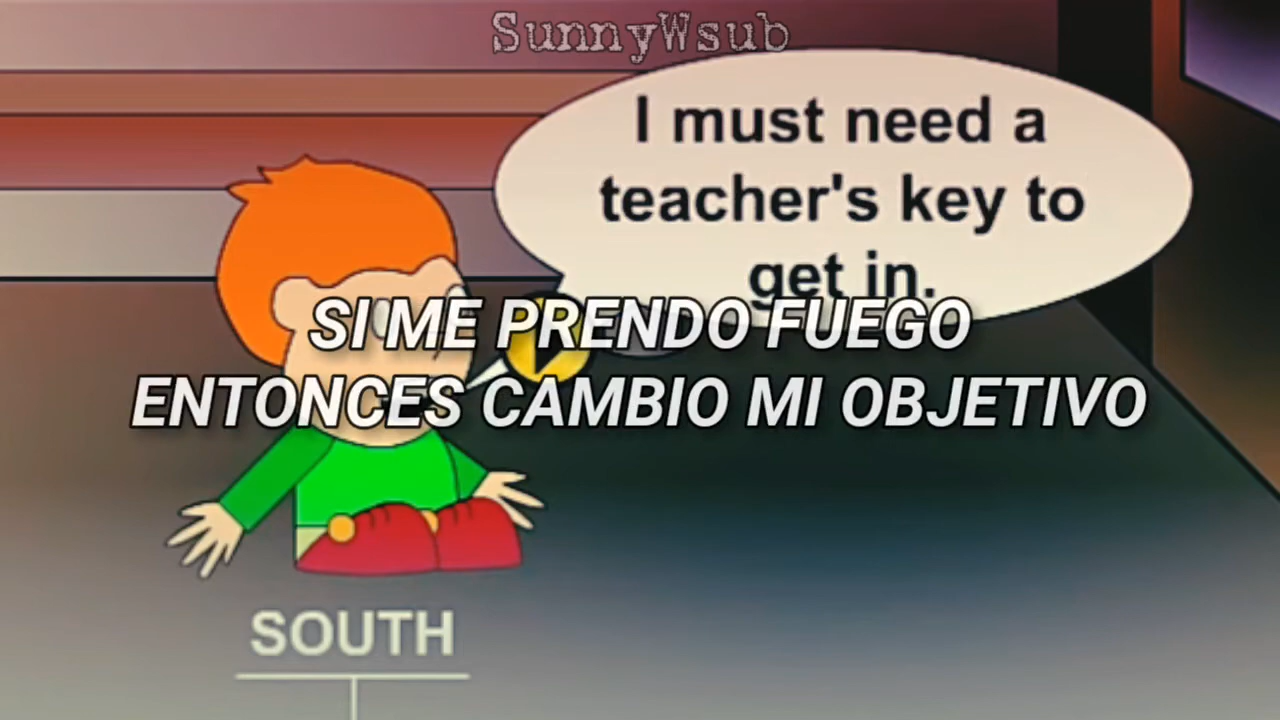 SunnyWsub
I must need a
teacher's key to
get in.
SI ME PRENDO FUEGO
ENTONCES CAMBIO MI OBJETIVO
SOUTH